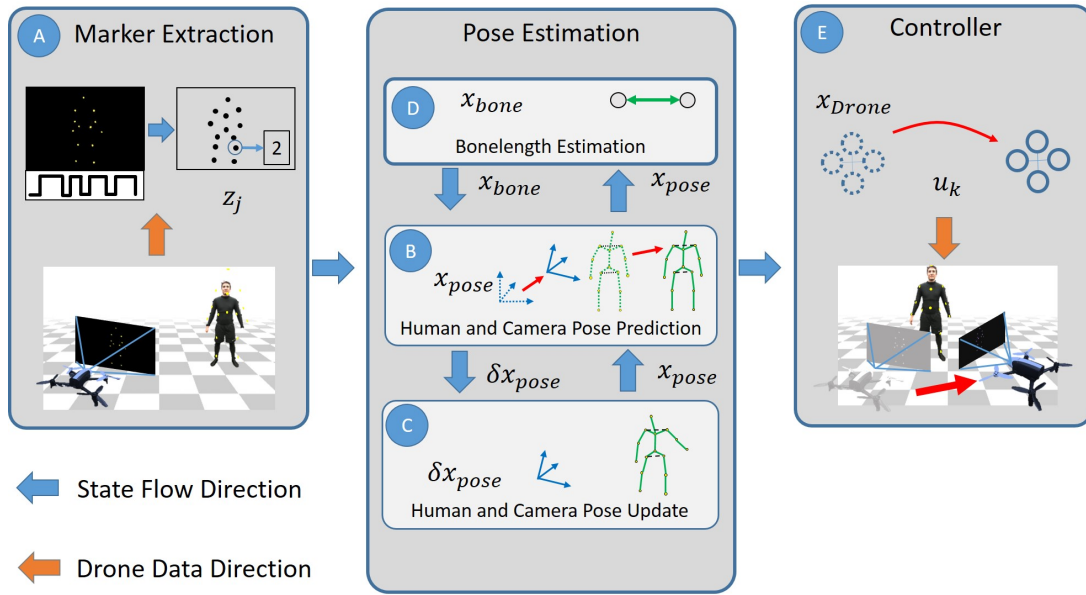 A
Marker Extraction
2
z_j
Pose Estimation
D
x_bone
Bonelength Estimation
x_bone
x_pose
B
x_pose
Human and Camera Pose Prediction
δx_pose
x_pose
C
δx_pose
Human and Camera Pose Update
E
Controller
x_Drone
u_k
State Flow Direction
Drone Data Direction